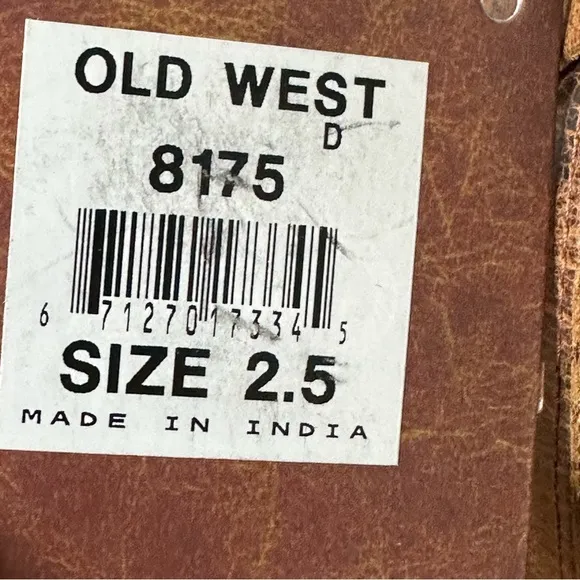 OLD WEST
D
8175
6 71270 17334 5
SIZE 2.5
MADE IN INDIA